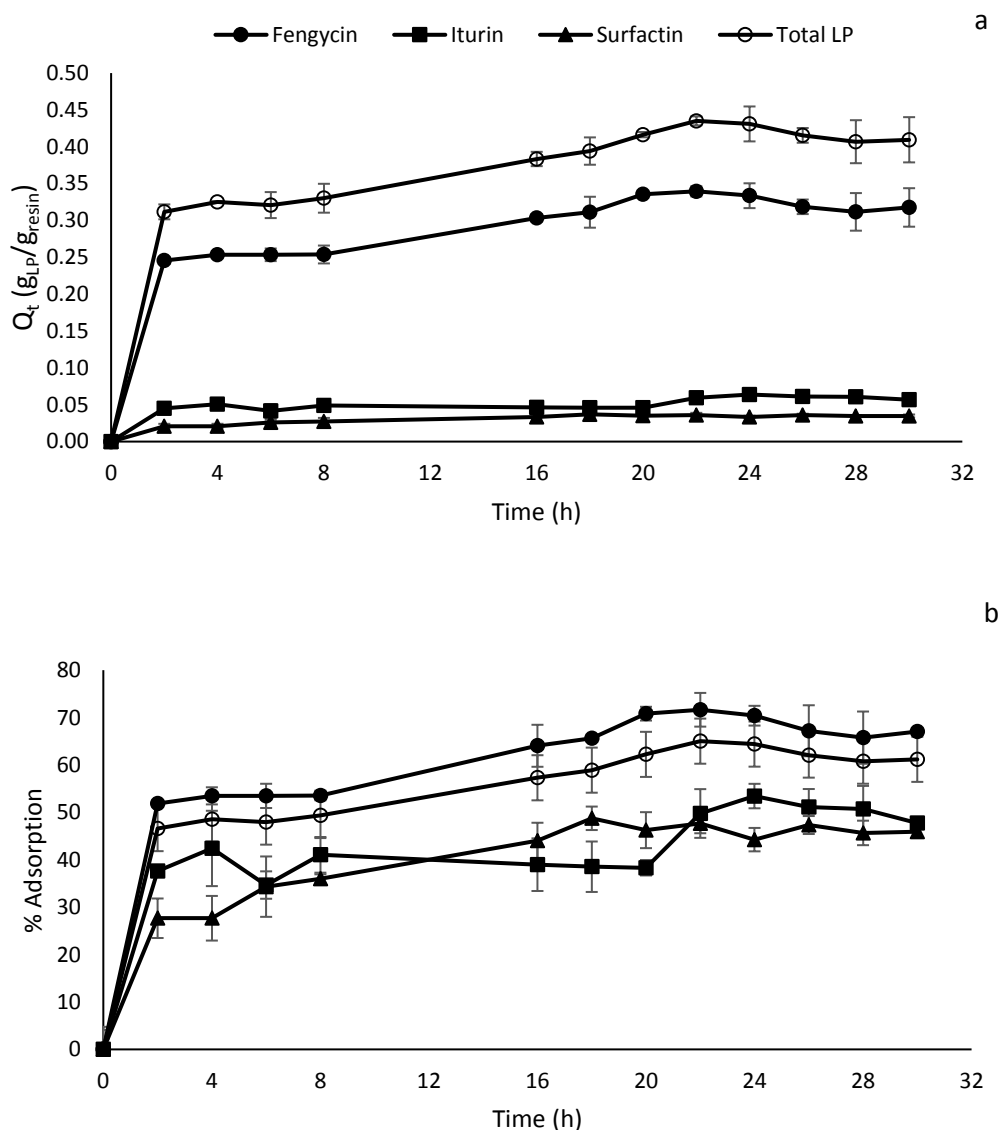 a
Fengycin Iturin Surfactin Total LP
0.50
0.45
0.40
0.35
0.30
0.25
0.20
0.15
0.10
0.05
0.00
Qt (gLP/gresin)
0 4 8 12 16 20 24 28 32
Time (h)
b
80
70
60
50
40
30
20
10
0
% Adsorption
0 4 8 12 16 20 24 28 32
Time (h)